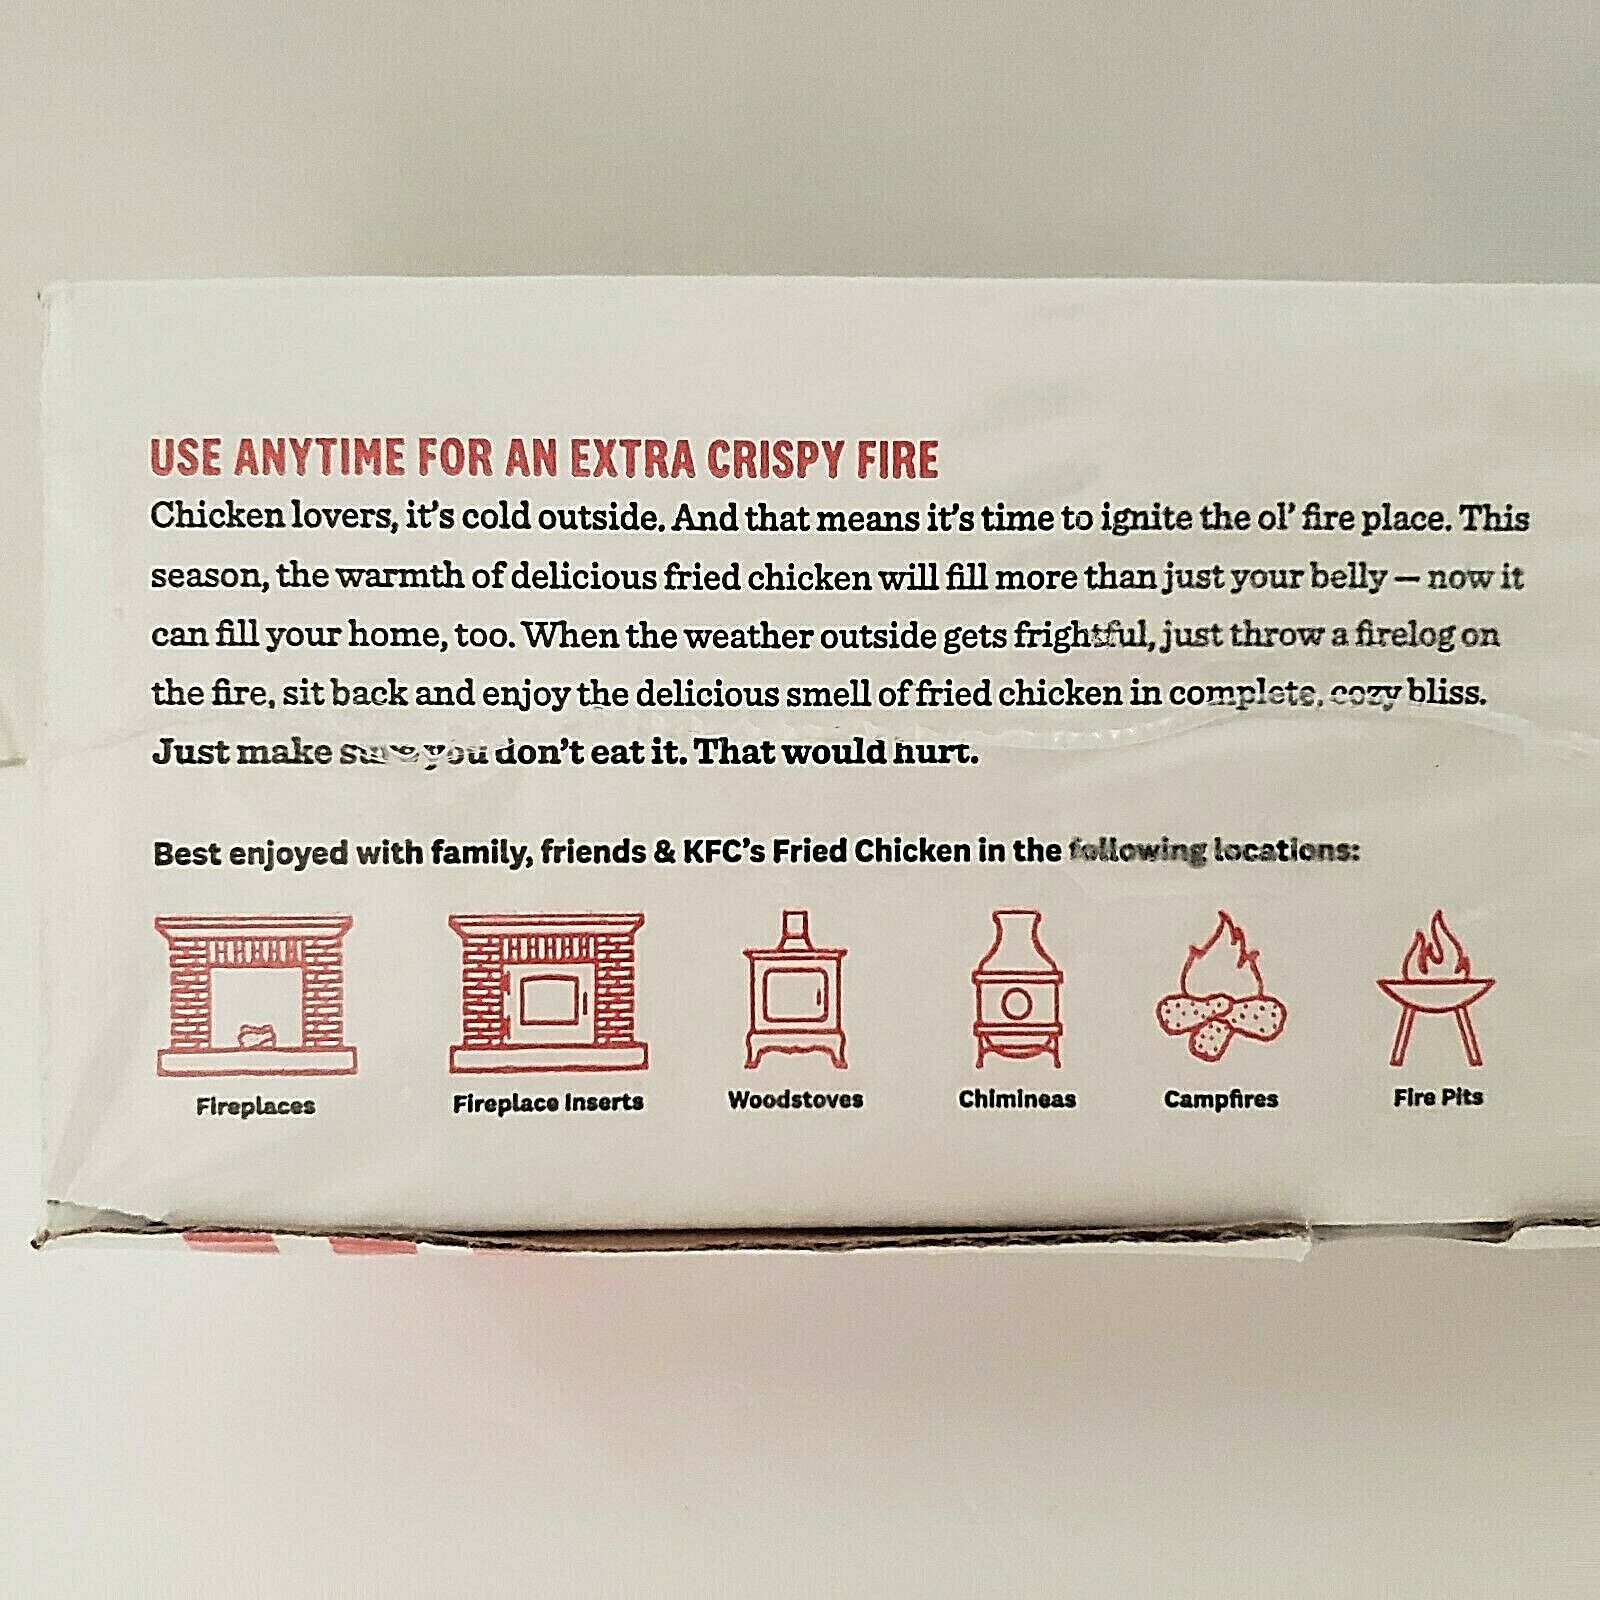 USE ANYTIME FOR AN EXTRA CRISPY FIRE
Chicken lovers, it's cold outside. And that means it's time to ignite the ol' fire place. This
season, the warmth of delicious fried chicken will fill more than just your belly — now it
can fill your home, too. When the weather outside gets frightful, just throw a firelog on
the fire, sit back and enjoy the delicious smell of fried chicken in complete, cozy bliss.
Just make sure you don't eat it. That would hurt.
Best enjoyed with family, friends & KFC's Fried Chicken in the following locations:
Fireplaces Fireplace Inserts Woodstoves Chimineas Campfires Fire Pits